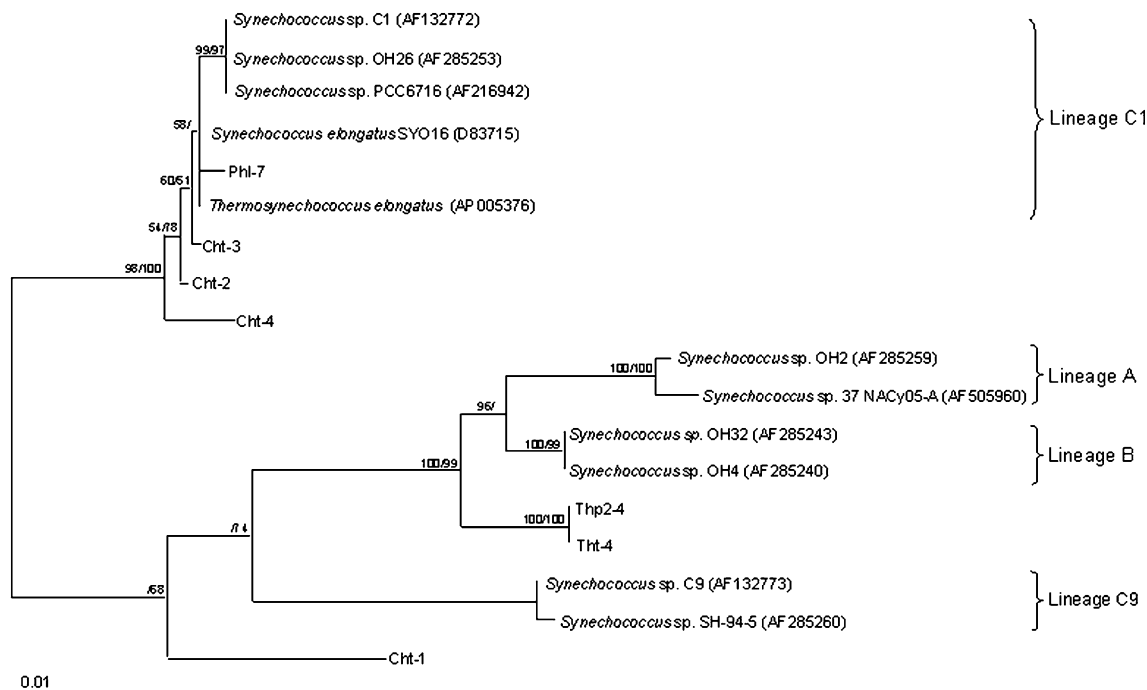 Synechococcus sp. C1 (AF132772)
99/97
Synechococcus sp. OH26 (AF285253)
Synechococcus sp. PCC6716 (AF216942)
Lineage C1
58/
Synechococcus elongatus SYO16 (D83715)
Phl-7
60/51
Thermosynechococcus elongatus (AP005376)
54/78
Cht-3
98/100
Cht-2
Cht-4
Synechococcus sp. OH2 (AF285259)
100/100
Lineage A
Synechococcus sp. 37 NACy05-A (AF505960)
96/
Synechococcus sp. OH32 (AF285243)
100/99
Lineage B
100/99
Synechococcus sp. OH4 (AF285240)
Thp2-4
100/100
/74
Tht-4
Synechococcus sp. C9 (AF132773)
/68
Lineage C9
Synechococcus sp. SH-94-5 (AF285260)
Cht-1
0.01